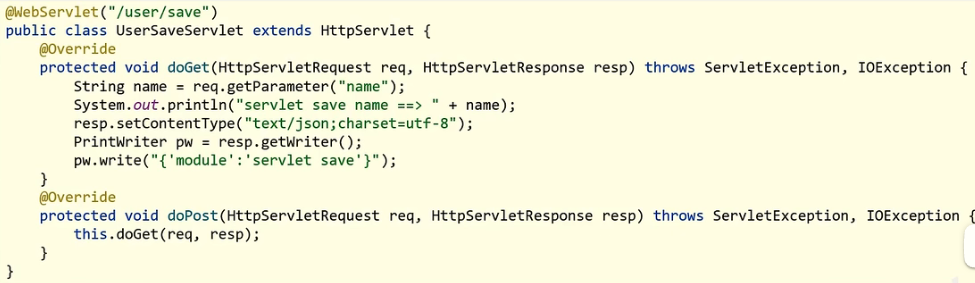 @WebServlet("/user/save")
public class UserSaveServlet extends HttpServlet {
    @Override
    protected void doGet(HttpServletRequest req, HttpServletResponse resp) throws ServletException, IOException {
        String name = req.getParameter("name");
        System.out.println("servlet save name ==> " + name);
        resp.setContentType("text/json;charset=utf-8");
        PrintWriter pw = resp.getWriter();
        pw.write("{'module':'servlet save'}");
    }
    @Override
    protected void doPost(HttpServletRequest req, HttpServletResponse resp) throws ServletException, IOException {
        this.doGet(req, resp);
    }
}